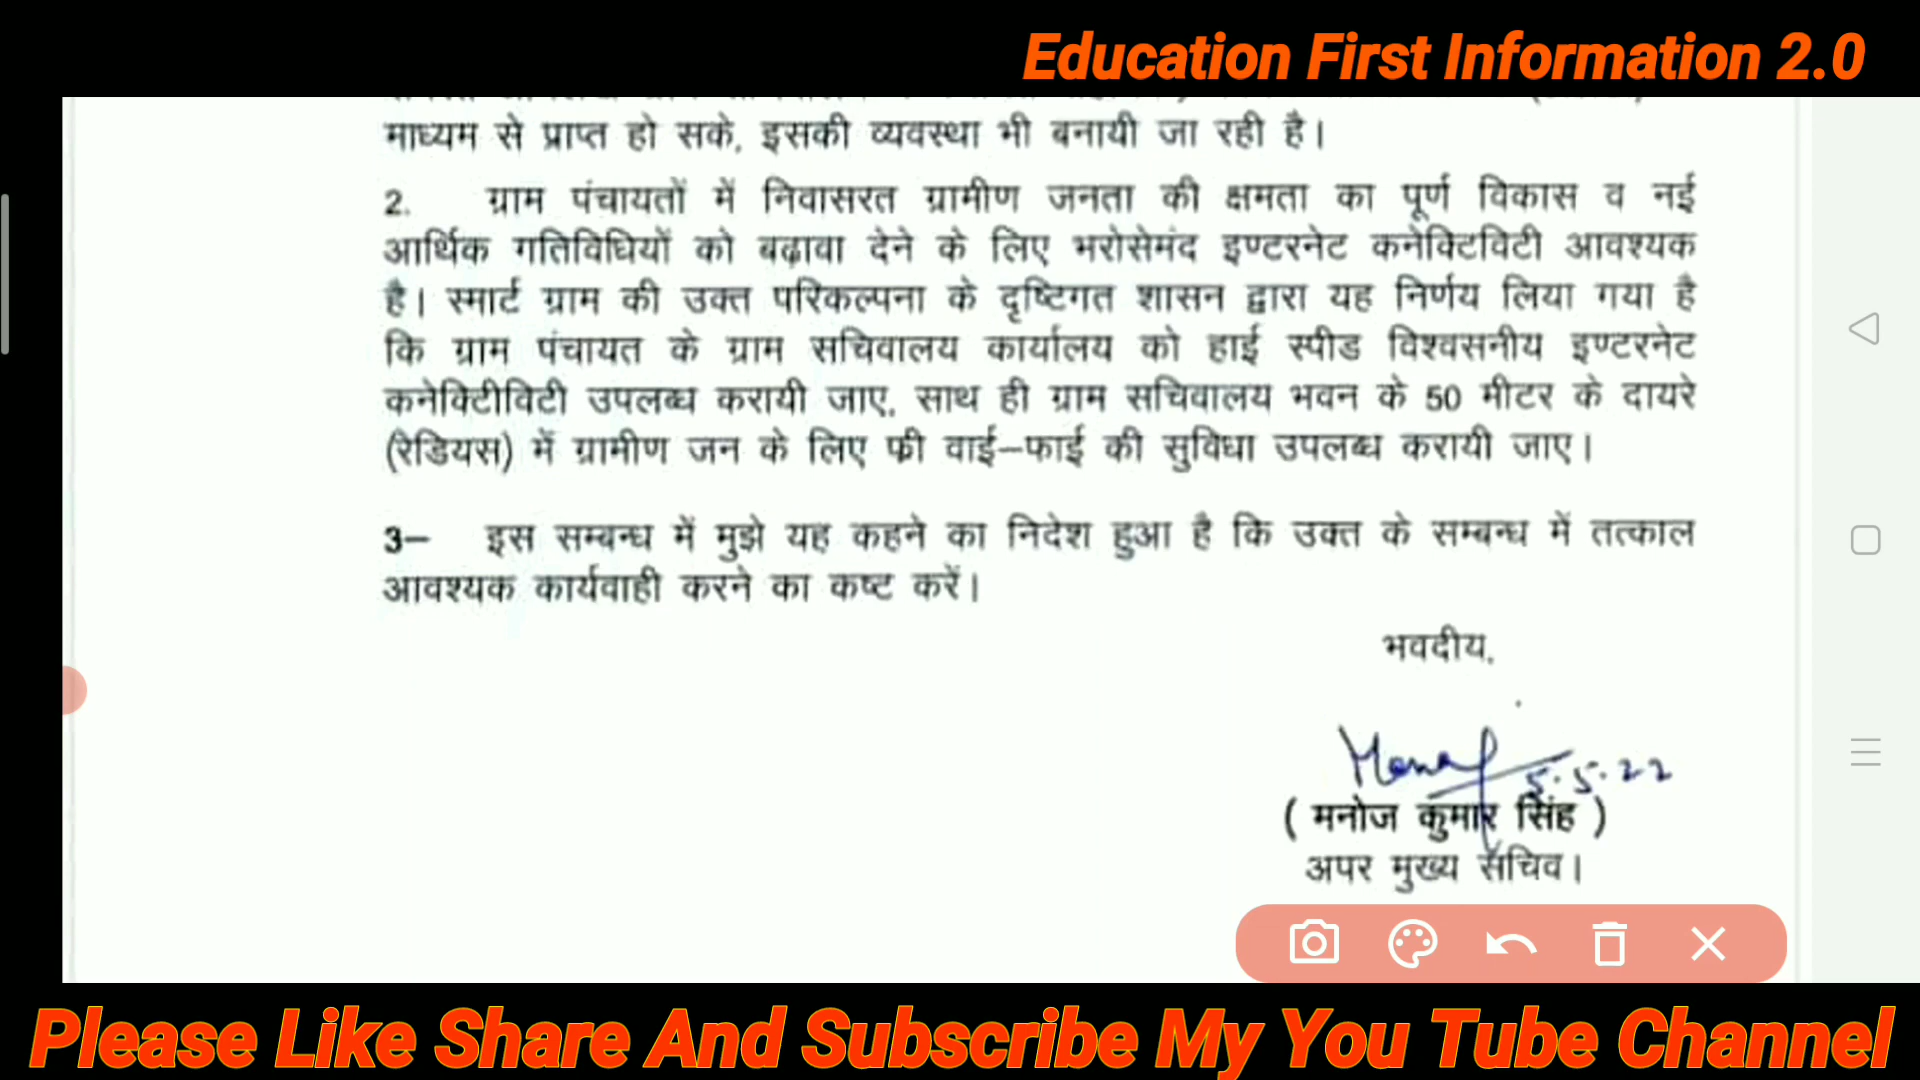 Education First Information 2.0
माध्यम से प्राप्त हो सके, इसकी व्यवस्था भी बनायी जा रही है।
2. ग्राम पंचायतों में निवासरत ग्रामीण जनता की क्षमता का पूर्ण विकास व नई
आर्थिक गतिविधियों को बढ़ावा देने के लिए भरोसेमंद इण्टरनेट कनेक्टिविटी आवश्यक
है। स्मार्ट ग्राम की उक्त परिकल्पना के दृष्टिगत शासन द्वारा यह निर्णय लिया गया है
कि ग्राम पंचायत के ग्राम सचिवालय कार्यालय को हाई स्पीड विश्वसनीय इण्टरनेट
कनेक्टीविटी उपलब्ध करायी जाए, साथ ही ग्राम सचिवालय भवन के 50 मीटर के दायरे
(रेडियस) में ग्रामीण जन के लिए फ्री वाई–फाई की सुविधा उपलब्ध करायी जाए।
3– इस सम्बन्ध में मुझे यह कहने का निदेश हुआ है कि उक्त के सम्बन्ध में तत्काल
आवश्यक कार्यवाही करने का कष्ट करें।
भवदीय,
5.5.22
( मनोज कुमार सिंह )
अपर मुख्य सचिव।
Please Like Share And Subscribe My You Tube Channel